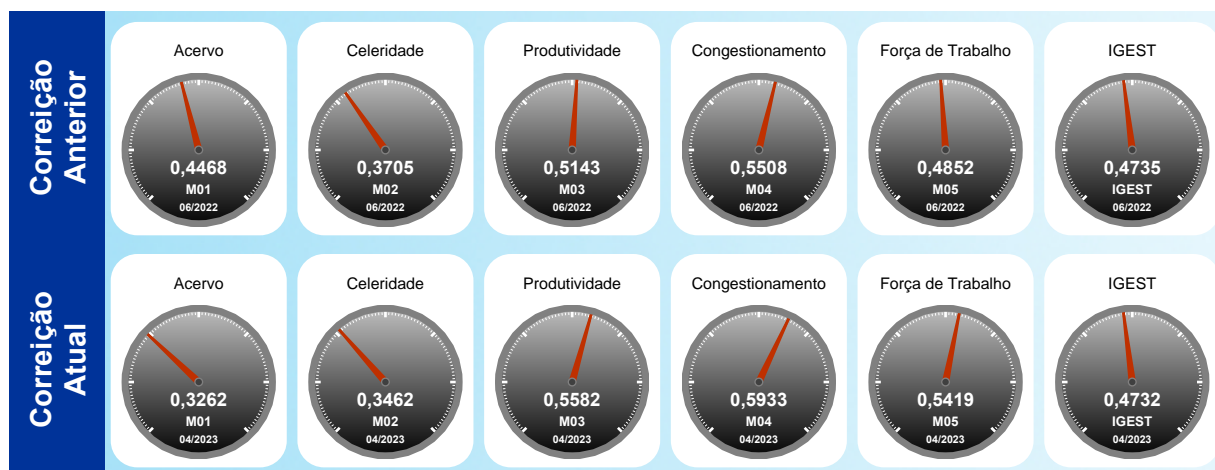 Correição
Anterior
Acervo
0,4468
M01
06/2022
Celeridade
0,3705
M02
06/2022
Produtividade
0,5143
M03
06/2022
Congestionamento
0,5508
M04
06/2022
Força de Trabalho
0,4852
M05
06/2022
IGEST
0,4735
IGEST
06/2022
Correição
Atual
Acervo
0,3262
M01
04/2023
Celeridade
0,3462
M02
04/2023
Produtividade
0,5582
M03
04/2023
Congestionamento
0,5933
M04
04/2023
Força de Trabalho
0,5419
M05
04/2023
IGEST
0,4732
IGEST
04/2023